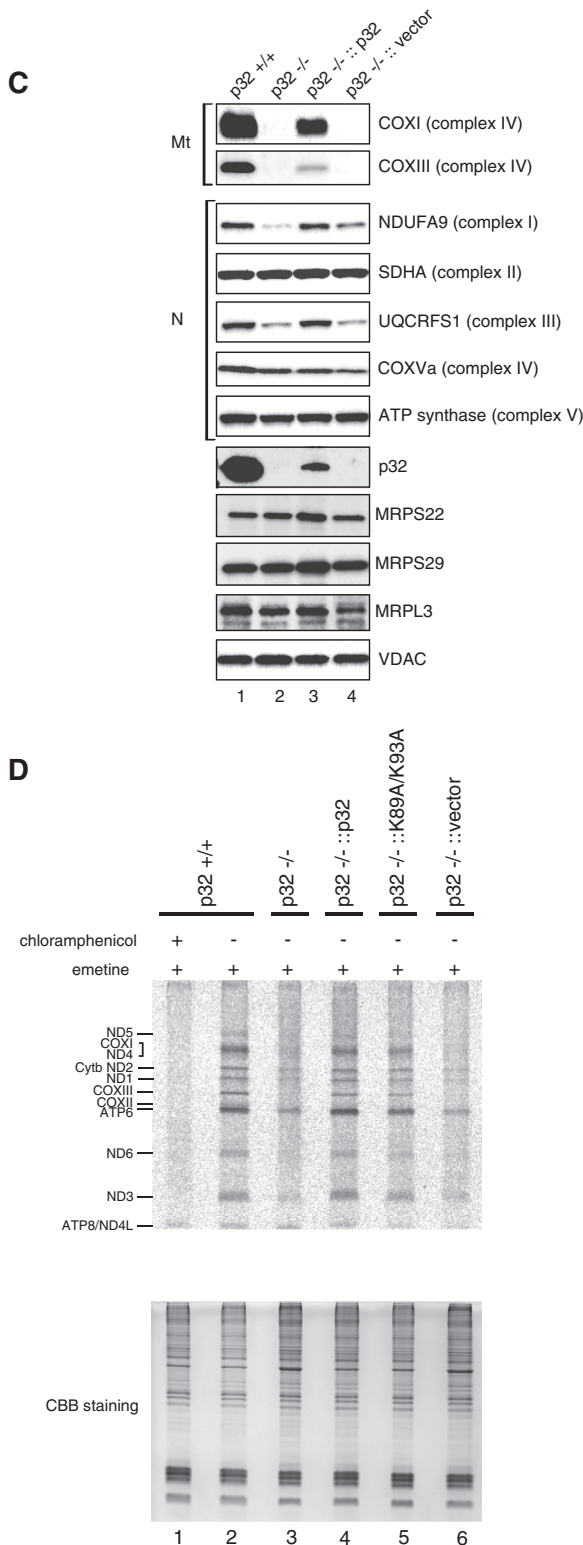 C
p32 +/+
p32 -/-
p32 -/- :: p32
p32 -/- :: vector
Mt
COXI (complex IV)
COXIII (complex IV)
N
NDUFA9 (complex I)
SDHA (complex II)
UQCRFS1 (complex III)
COXVa (complex IV)
ATP synthase (complex V)
p32
MRPS22
MRPS29
MRPL3
VDAC
1 2 3 4
D
p32 +/+
p32 -/-
p32 -/- ::p32
p32 -/- ::K89A/K93A
p32 -/- ::vector
chloramphenicol + - - - - -
emetine + + + + + +
ND5
COXI
ND4
Cytb ND2
ND1
COXIII
COXII
ATP6
ND6
ND3
ATP8/ND4L
CBB staining
1 2 3 4 5 6